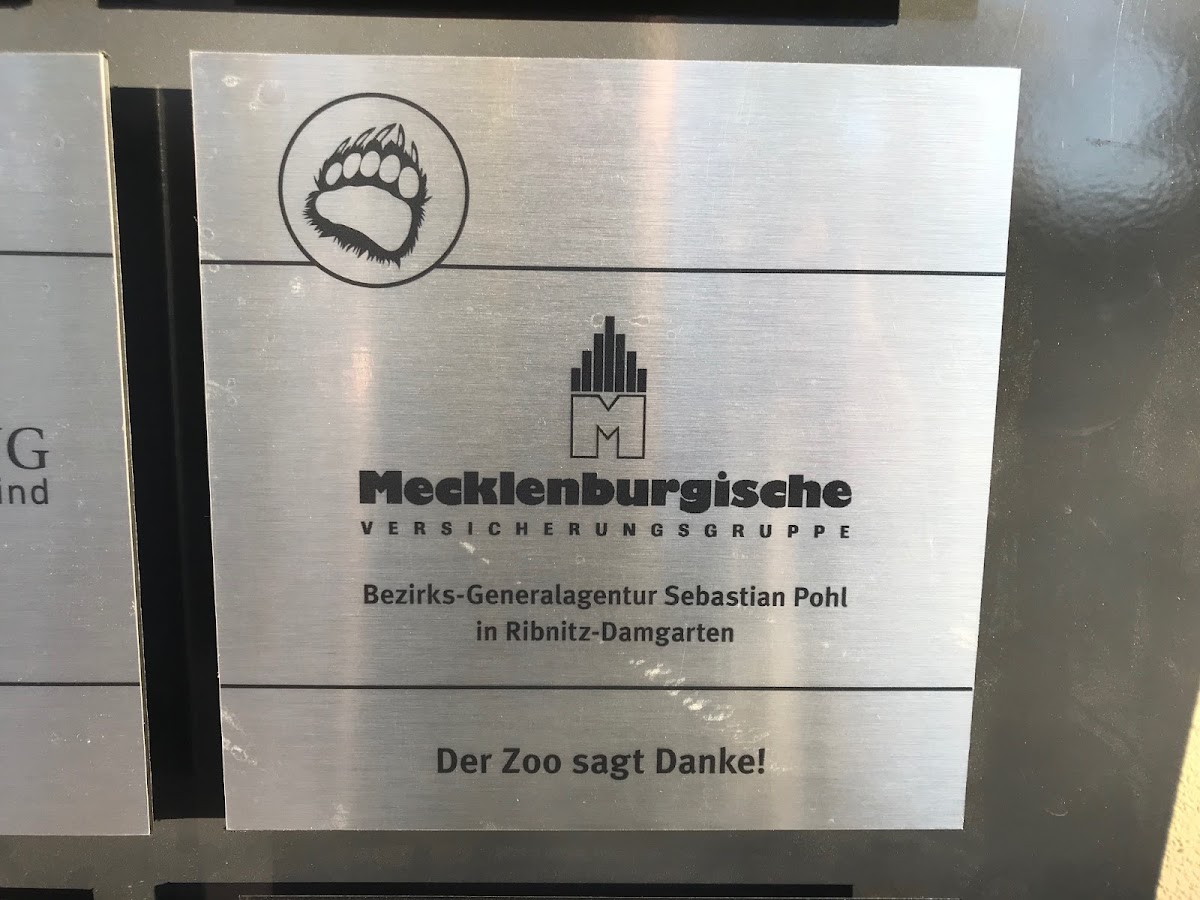 M
Mecklenburgische
VERSICHERUNGSGRUPPE
Bezirks-Generalagentur Sebastian Pohl
in Ribnitz-Damgarten
Der Zoo sagt Danke!